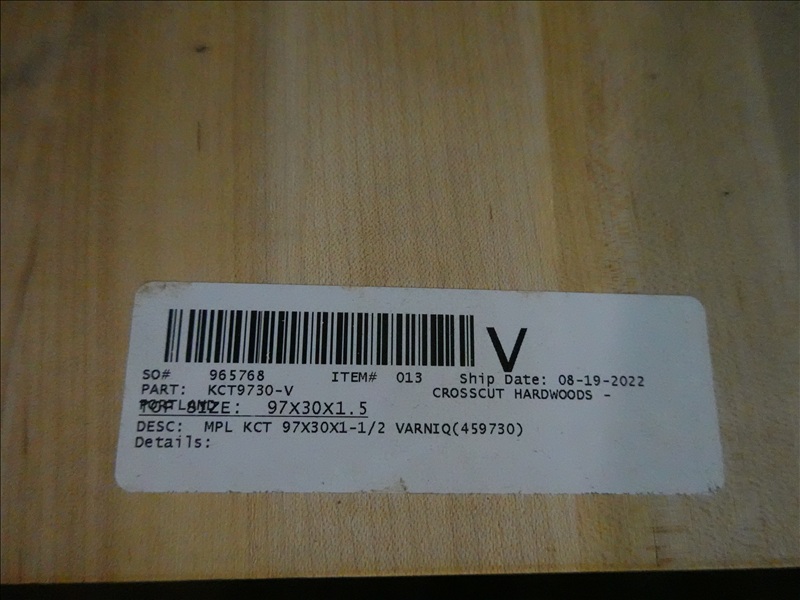 V
SO# 965768 ITEM# 013 Ship Date: 08-19-2022
PART: KCT9730-V CROSSCUT HARDWOODS -
PORTLAND
TOP SIZE: 97X30X1.5
DESC: MPL KCT 97X30X1-1/2 VARNIQ(459730)
Details: